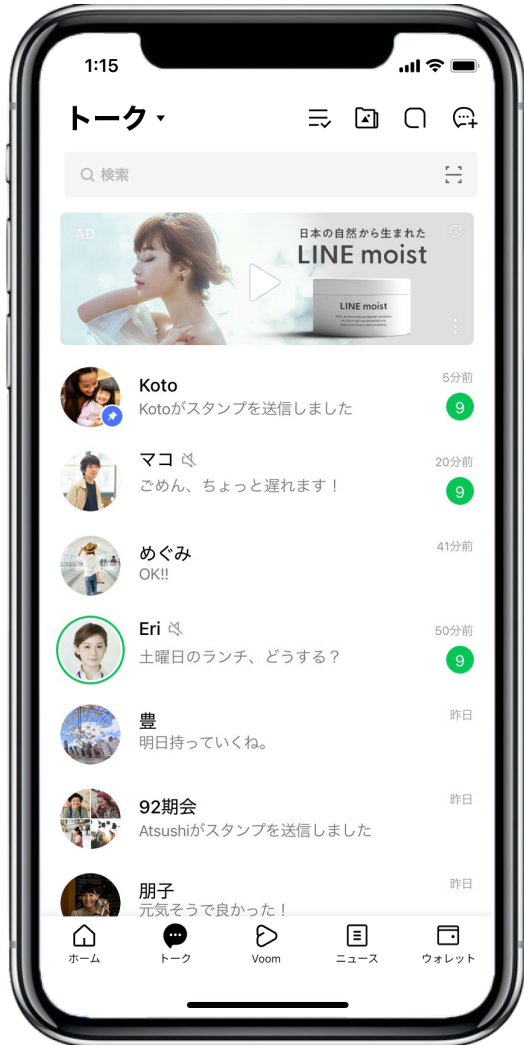 1:15
トーク
検索
AD
日本の自然から生まれた
LINE moist
LINE moist
Koto
5分前
Kotoがスタンプを送信しました
9
マコ
20分前
ごめん、ちょっと遅れます！
9
めぐみ
41分前
OK!!
Eri
50分前
土曜日のランチ、どうする？
9
豊
昨日
明日持っていくね。
92期会
昨日
Atsushiがスタンプを送信しました
朋子
昨日
元気そうで良かった！
ホーム
トーク
Voom
ニュース
ウォレット